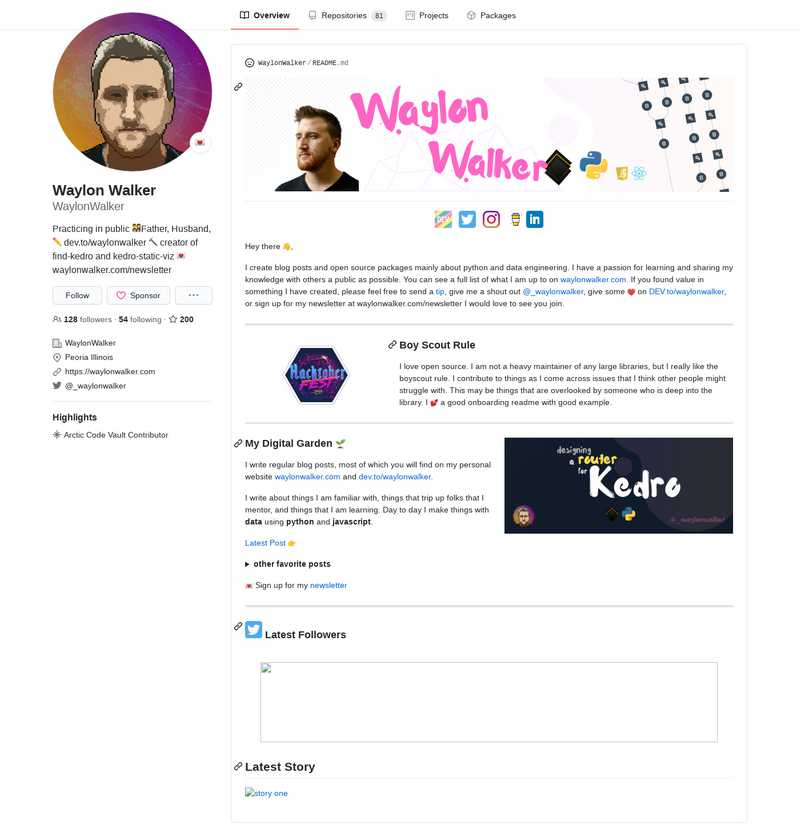 Overview Repositories 81 Projects Packages
Waylon Walker
WaylonWalker
Practicing in public Father, Husband,
dev.to/waylonwalker creator of
find-kedro and kedro-static-viz
waylonwalker.com/newsletter
Follow Sponsor ...
128 followers · 54 following · 200
WaylonWalker
Peoria Illinois
https://waylonwalker.com
@_waylonwalker
Highlights
Arctic Code Vault Contributor
WaylonWalker / README.md
Waylon
Walker
DEV
in
Hey there 👋,
I create blog posts and open source packages mainly about python and data engineering. I have a passion for learning and sharing my
knowledge with others a public as possible. You can see a full list of what I am up to on waylonwalker.com. If you found value in
something I have created, please feel free to send a tip, give me a shout out @_waylonwalker, give some ❤️ on DEV.to/waylonwalker,
or sign up for my newsletter at waylonwalker.com/newsletter I would love to see you join.
Hacktober
FEST
Boy Scout Rule
I love open source. I am not a heavy maintainer of any large libraries, but I really like the
boyscout rule. I contribute to things as I come across issues that I think other people might
struggle with. This may be things that are overlooked by someone who is deep into the
library. I 💕 a good onboarding readme with good example.
My Digital Garden 🌱
I write regular blog posts, most of which you will find on my personal
website waylonwalker.com and dev.to/waylonwalker.
I write about things I am familiar with, things that trip up folks that I
mentor, and things that I am learning. Day to day I make things with
data using python and javascript.
Latest Post 👉
other favorite posts
💌 Sign up for my newsletter
designing
a router
for
Kedro
@_waylonwalker
Latest Followers
Latest Story
story one